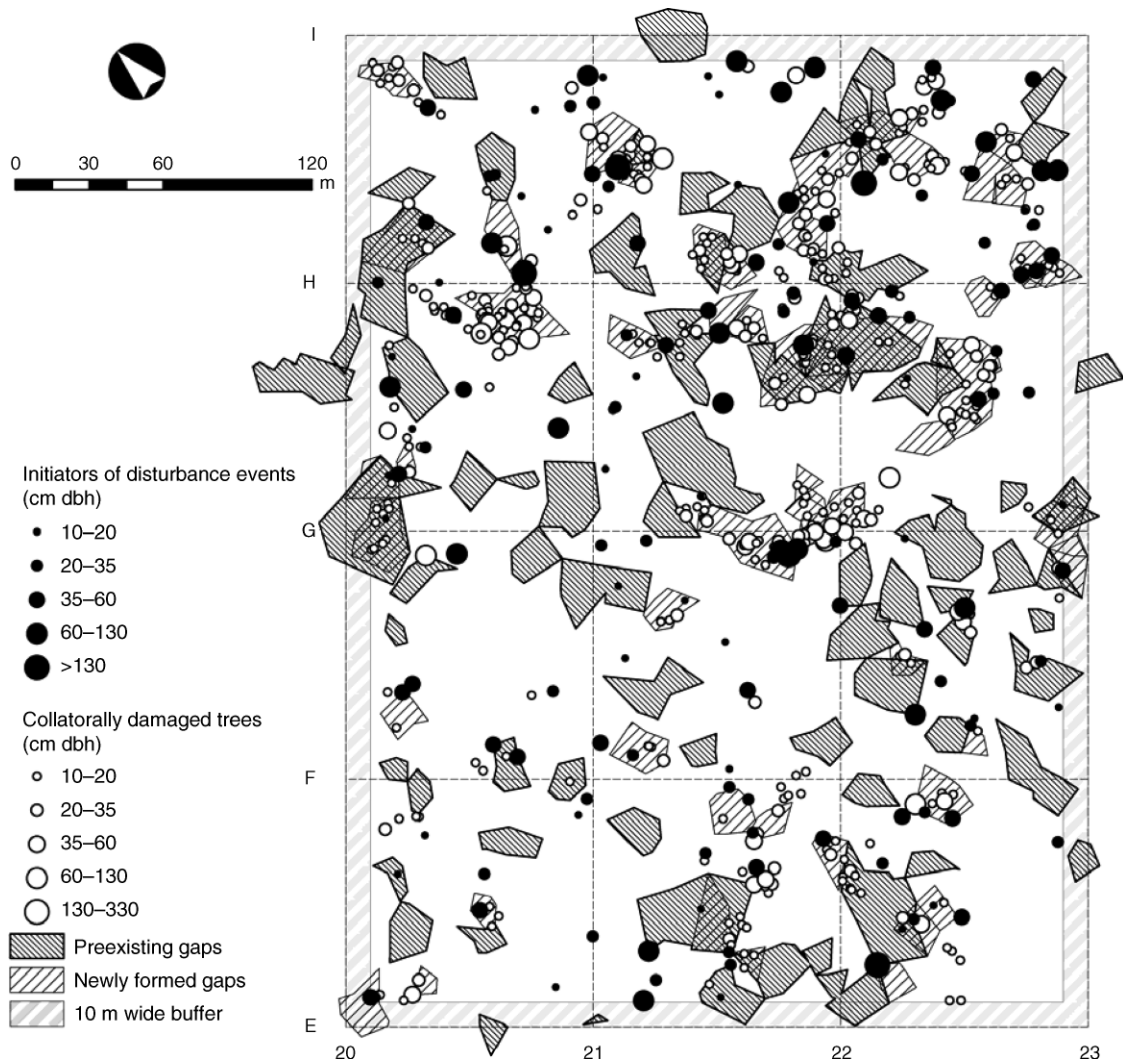 I
0 30 60 120
m
H
Initiators of disturbance events
(cm dbh)
10–20
20–35
35–60
60–130
>130
G
Collatorally damaged trees
(cm dbh)
10–20
20–35
35–60
60–130
130–330
F
Preexisting gaps
Newly formed gaps
10 m wide buffer
E
20 21 22 23